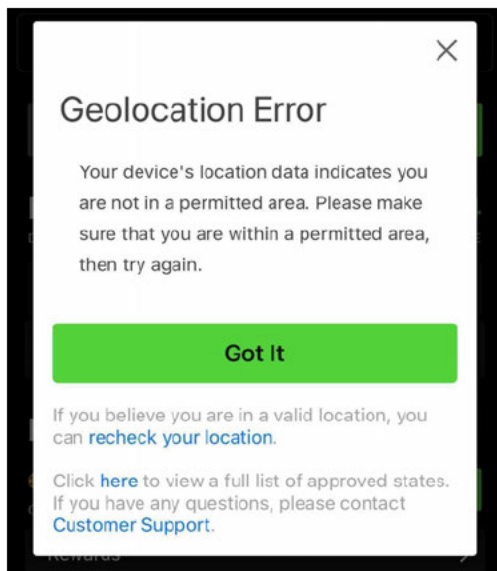 Geolocation Error
Your device's location data indicates you
are not in a permitted area. Please make
sure that you are within a permitted area,
then try again.
Got It
If you believe you are in a valid location, you
can recheck your location.
Click here to view a full list of approved states.
If you have any questions, please contact
Customer Support.
Rewards